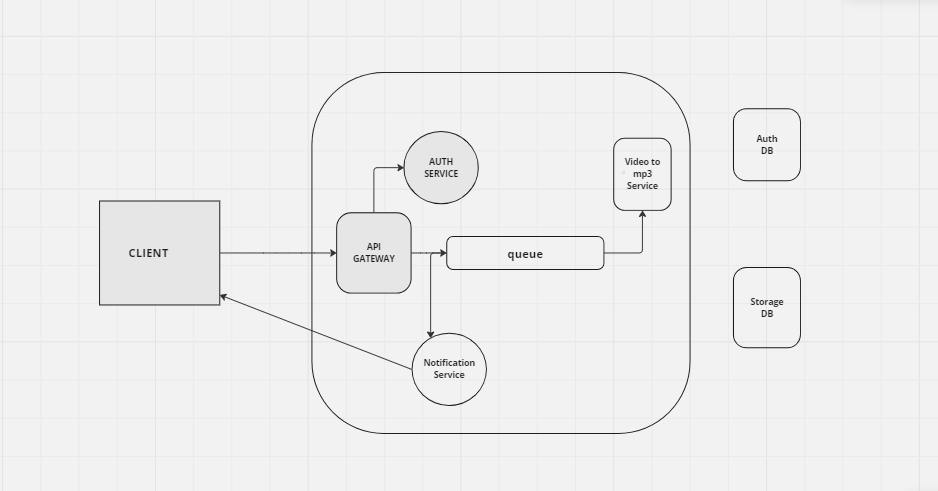 CLIENT
API
GATEWAY
AUTH
SERVICE
queue
Video to
mp3
Service
Notification
Service
Auth
DB
Storage
DB